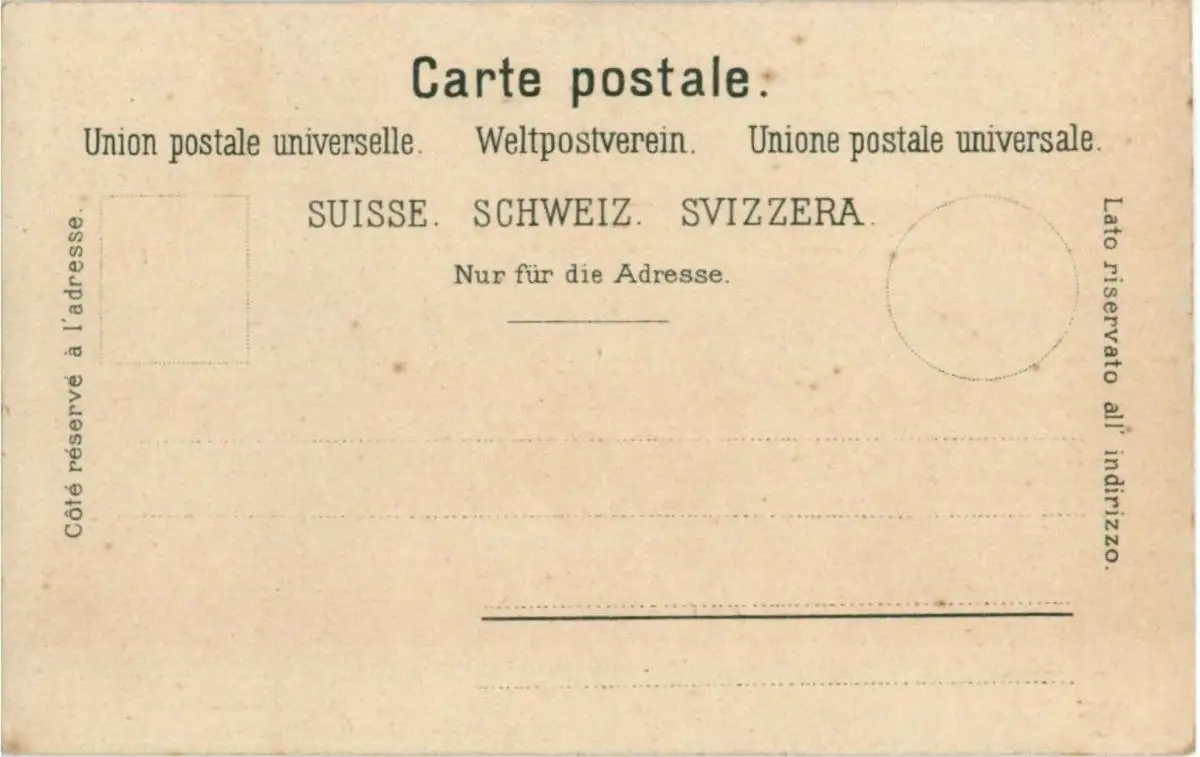 Carte postale.
Union postale universelle. Weltpostverein. Unione postale universale.
SUISSE. SCHWEIZ. SVIZZERA.
Nur für die Adresse.
Côté réservé à l'adresse.
Lato riservato all' indirizzo.